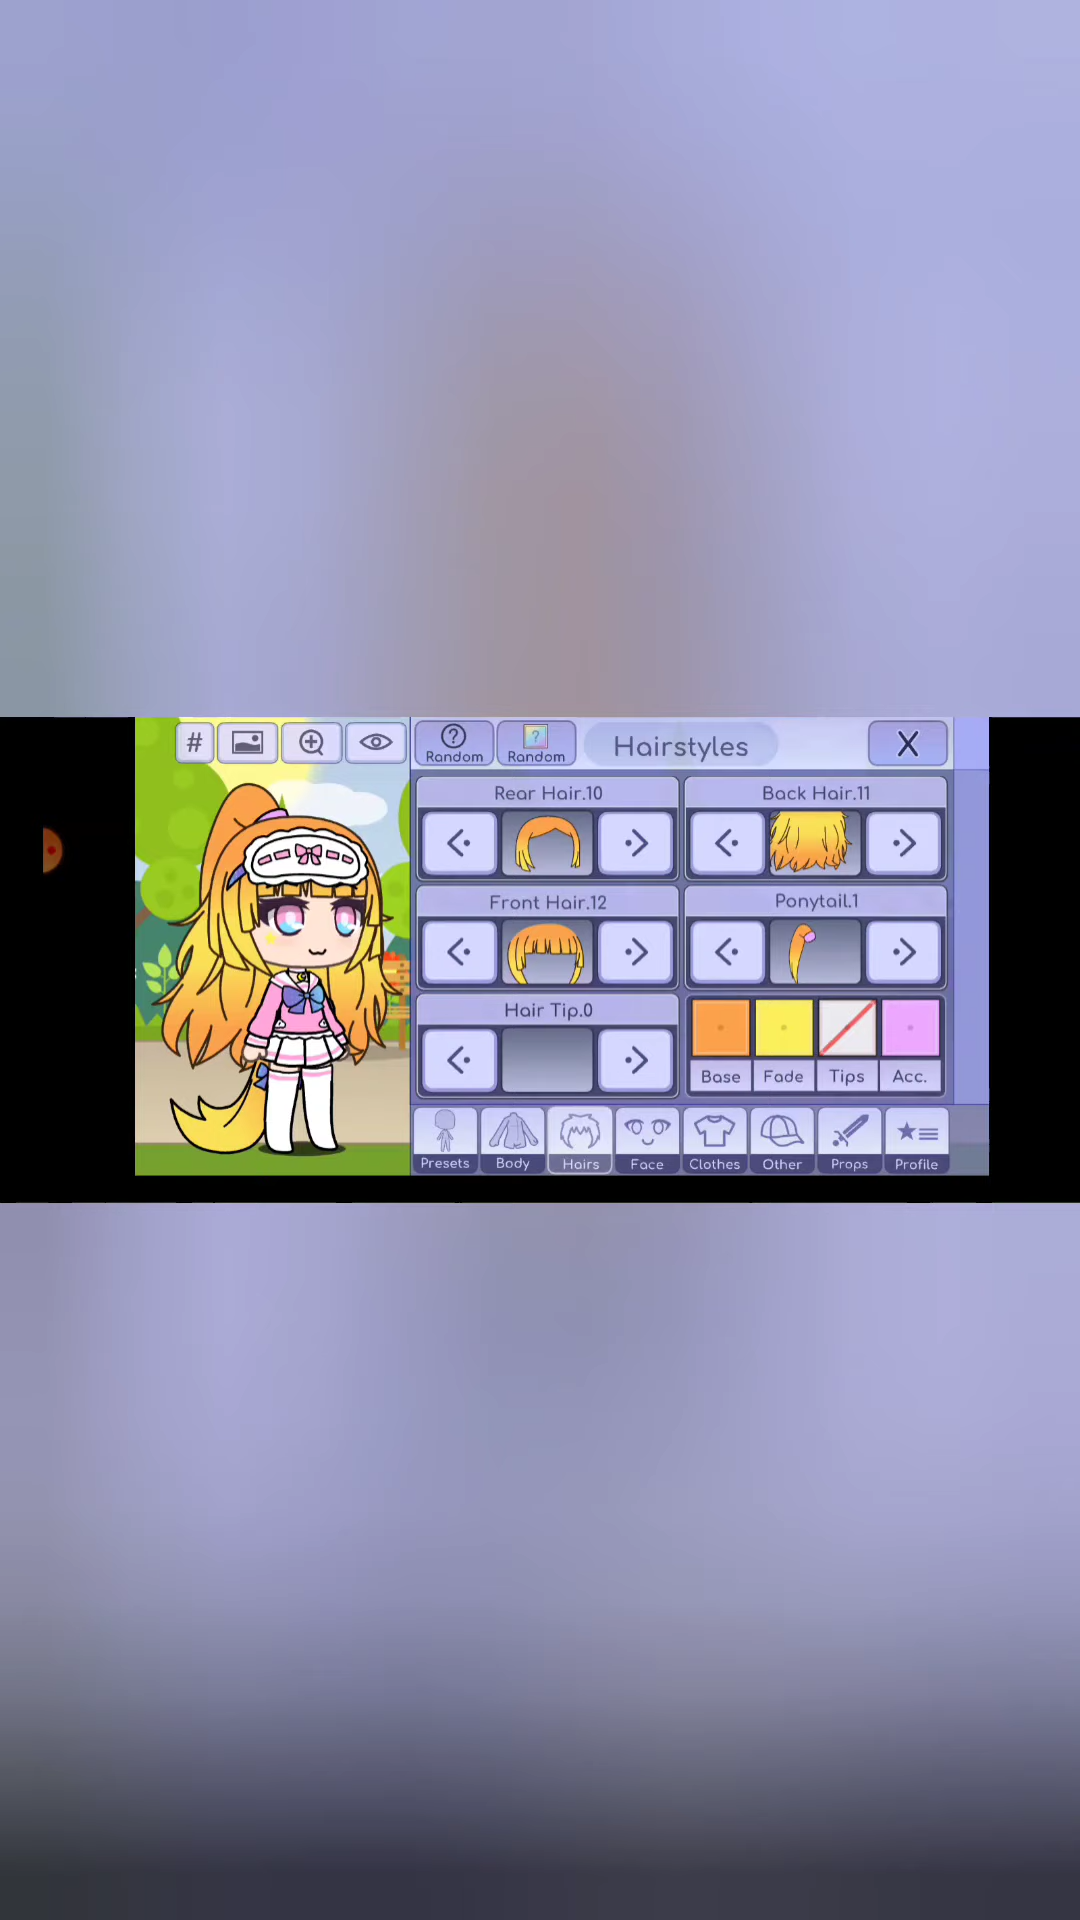 #
Random
Random
Hairstyles
X
Rear Hair.10
Back Hair.11
Front Hair.12
Ponytail.1
Hair Tip.0
Base
Fade
Tips
Acc.
Presets
Body
Hairs
Face
Clothes
Other
Props
Profile